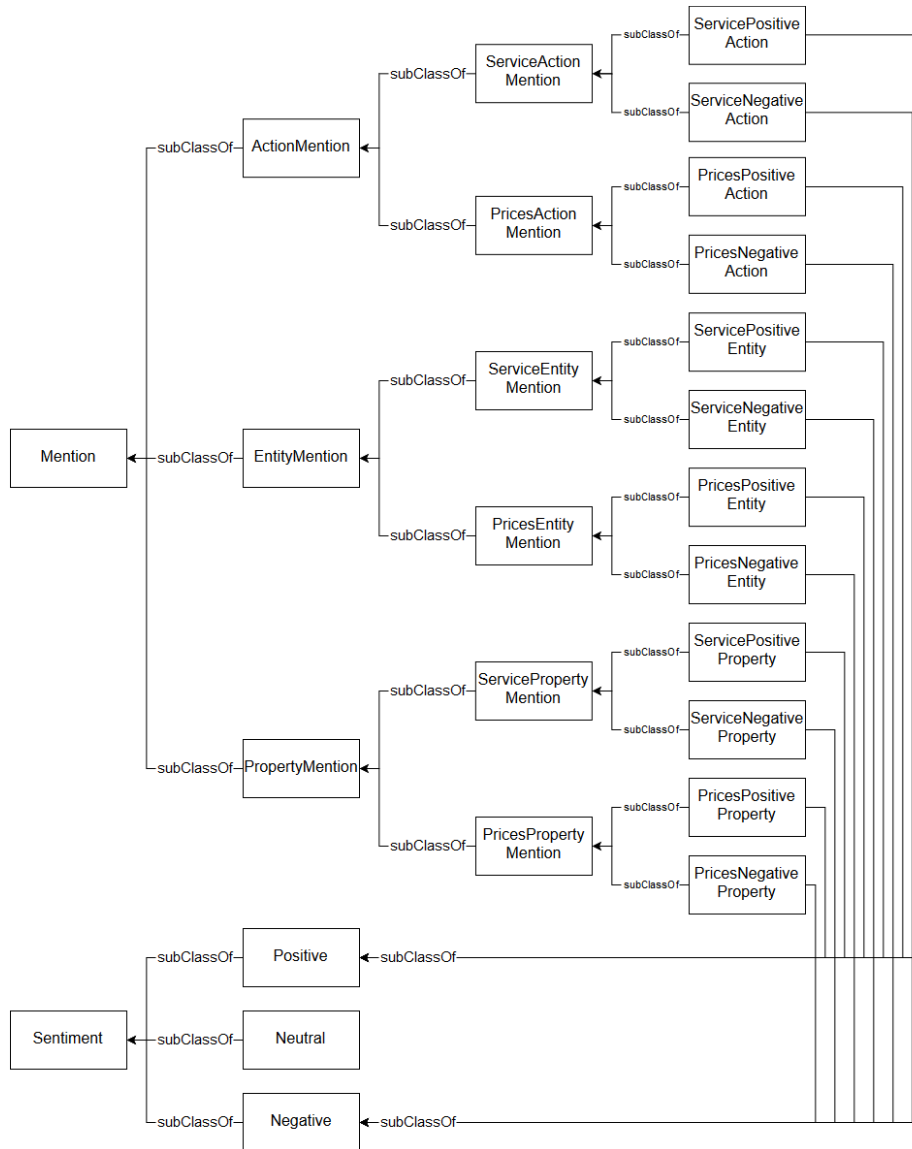 ServicePositive
Action
subClassOf
ServiceAction
Mention
subClassOf
subClassOf
ServiceNegative
Action
ActionMention
subClassOf
PricesPositive
Action
subClassOf
PricesAction
Mention
subClassOf
subClassOf
PricesNegative
Action
ServicePositive
Entity
subClassOf
ServiceEntity
Mention
subClassOf
subClassOf
ServiceNegative
Entity
Mention
subClassOf
EntityMention
PricesPositive
Entity
subClassOf
PricesEntity
Mention
subClassOf
subClassOf
PricesNegative
Entity
ServicePositive
Property
subClassOf
ServiceProperty
Mention
subClassOf
subClassOf
ServiceNegative
Property
subClassOf
PropertyMention
PricesPositive
Property
subClassOf
PricesProperty
Mention
subClassOf
subClassOf
PricesNegative
Property
subClassOf
Positive
subClassOf
Sentiment
subClassOf
Neutral
subClassOf
Negative
subClassOf